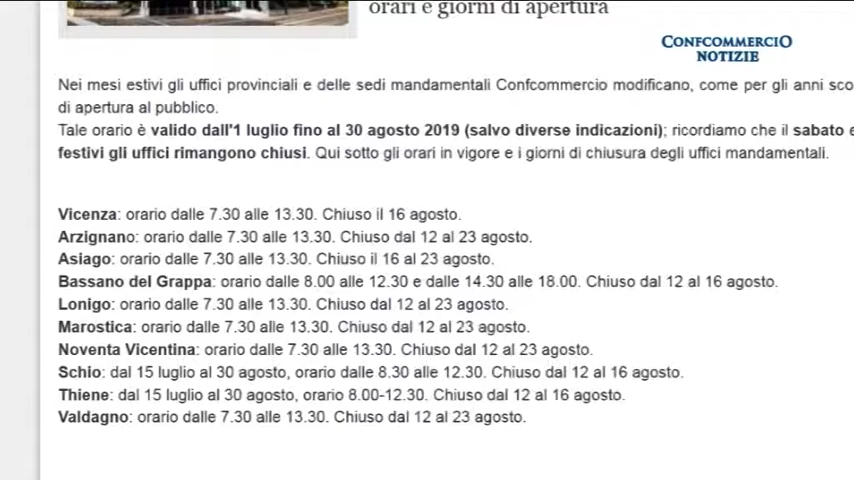 orari e giorni di apertura
CONFCOMMERCIO
NOTIZIE
Nei mesi estivi gli uffici provinciali e delle sedi mandamentali Confcommercio modificano, come per gli anni sco
di apertura al pubblico.
Tale orario è valido dall'1 luglio fino al 30 agosto 2019 (salvo diverse indicazioni); ricordiamo che il sabato e
festivi gli uffici rimangono chiusi. Qui sotto gli orari in vigore e i giorni di chiusura degli uffici mandamentali.
Vicenza: orario dalle 7.30 alle 13.30. Chiuso il 16 agosto.
Arzignano: orario dalle 7.30 alle 13.30. Chiuso dal 12 al 23 agosto.
Asiago: orario dalle 7.30 alle 13.30. Chiuso il 16 al 23 agosto.
Bassano del Grappa: orario dalle 8.00 alle 12.30 e dalle 14.30 alle 18.00. Chiuso dal 12 al 16 agosto.
Lonigo: orario dalle 7.30 alle 13.30. Chiuso dal 12 al 23 agosto.
Marostica: orario dalle 7.30 alle 13.30. Chiuso dal 12 al 23 agosto.
Noventa Vicentina: orario dalle 7.30 alle 13.30. Chiuso dal 12 al 23 agosto.
Schio: dal 15 luglio al 30 agosto, orario dalle 8.30 alle 12.30. Chiuso dal 12 al 16 agosto.
Thiene: dal 15 luglio al 30 agosto, orario 8.00-12.30. Chiuso dal 12 al 16 agosto.
Valdagno: orario dalle 7.30 alle 13.30. Chiuso dal 12 al 23 agosto.